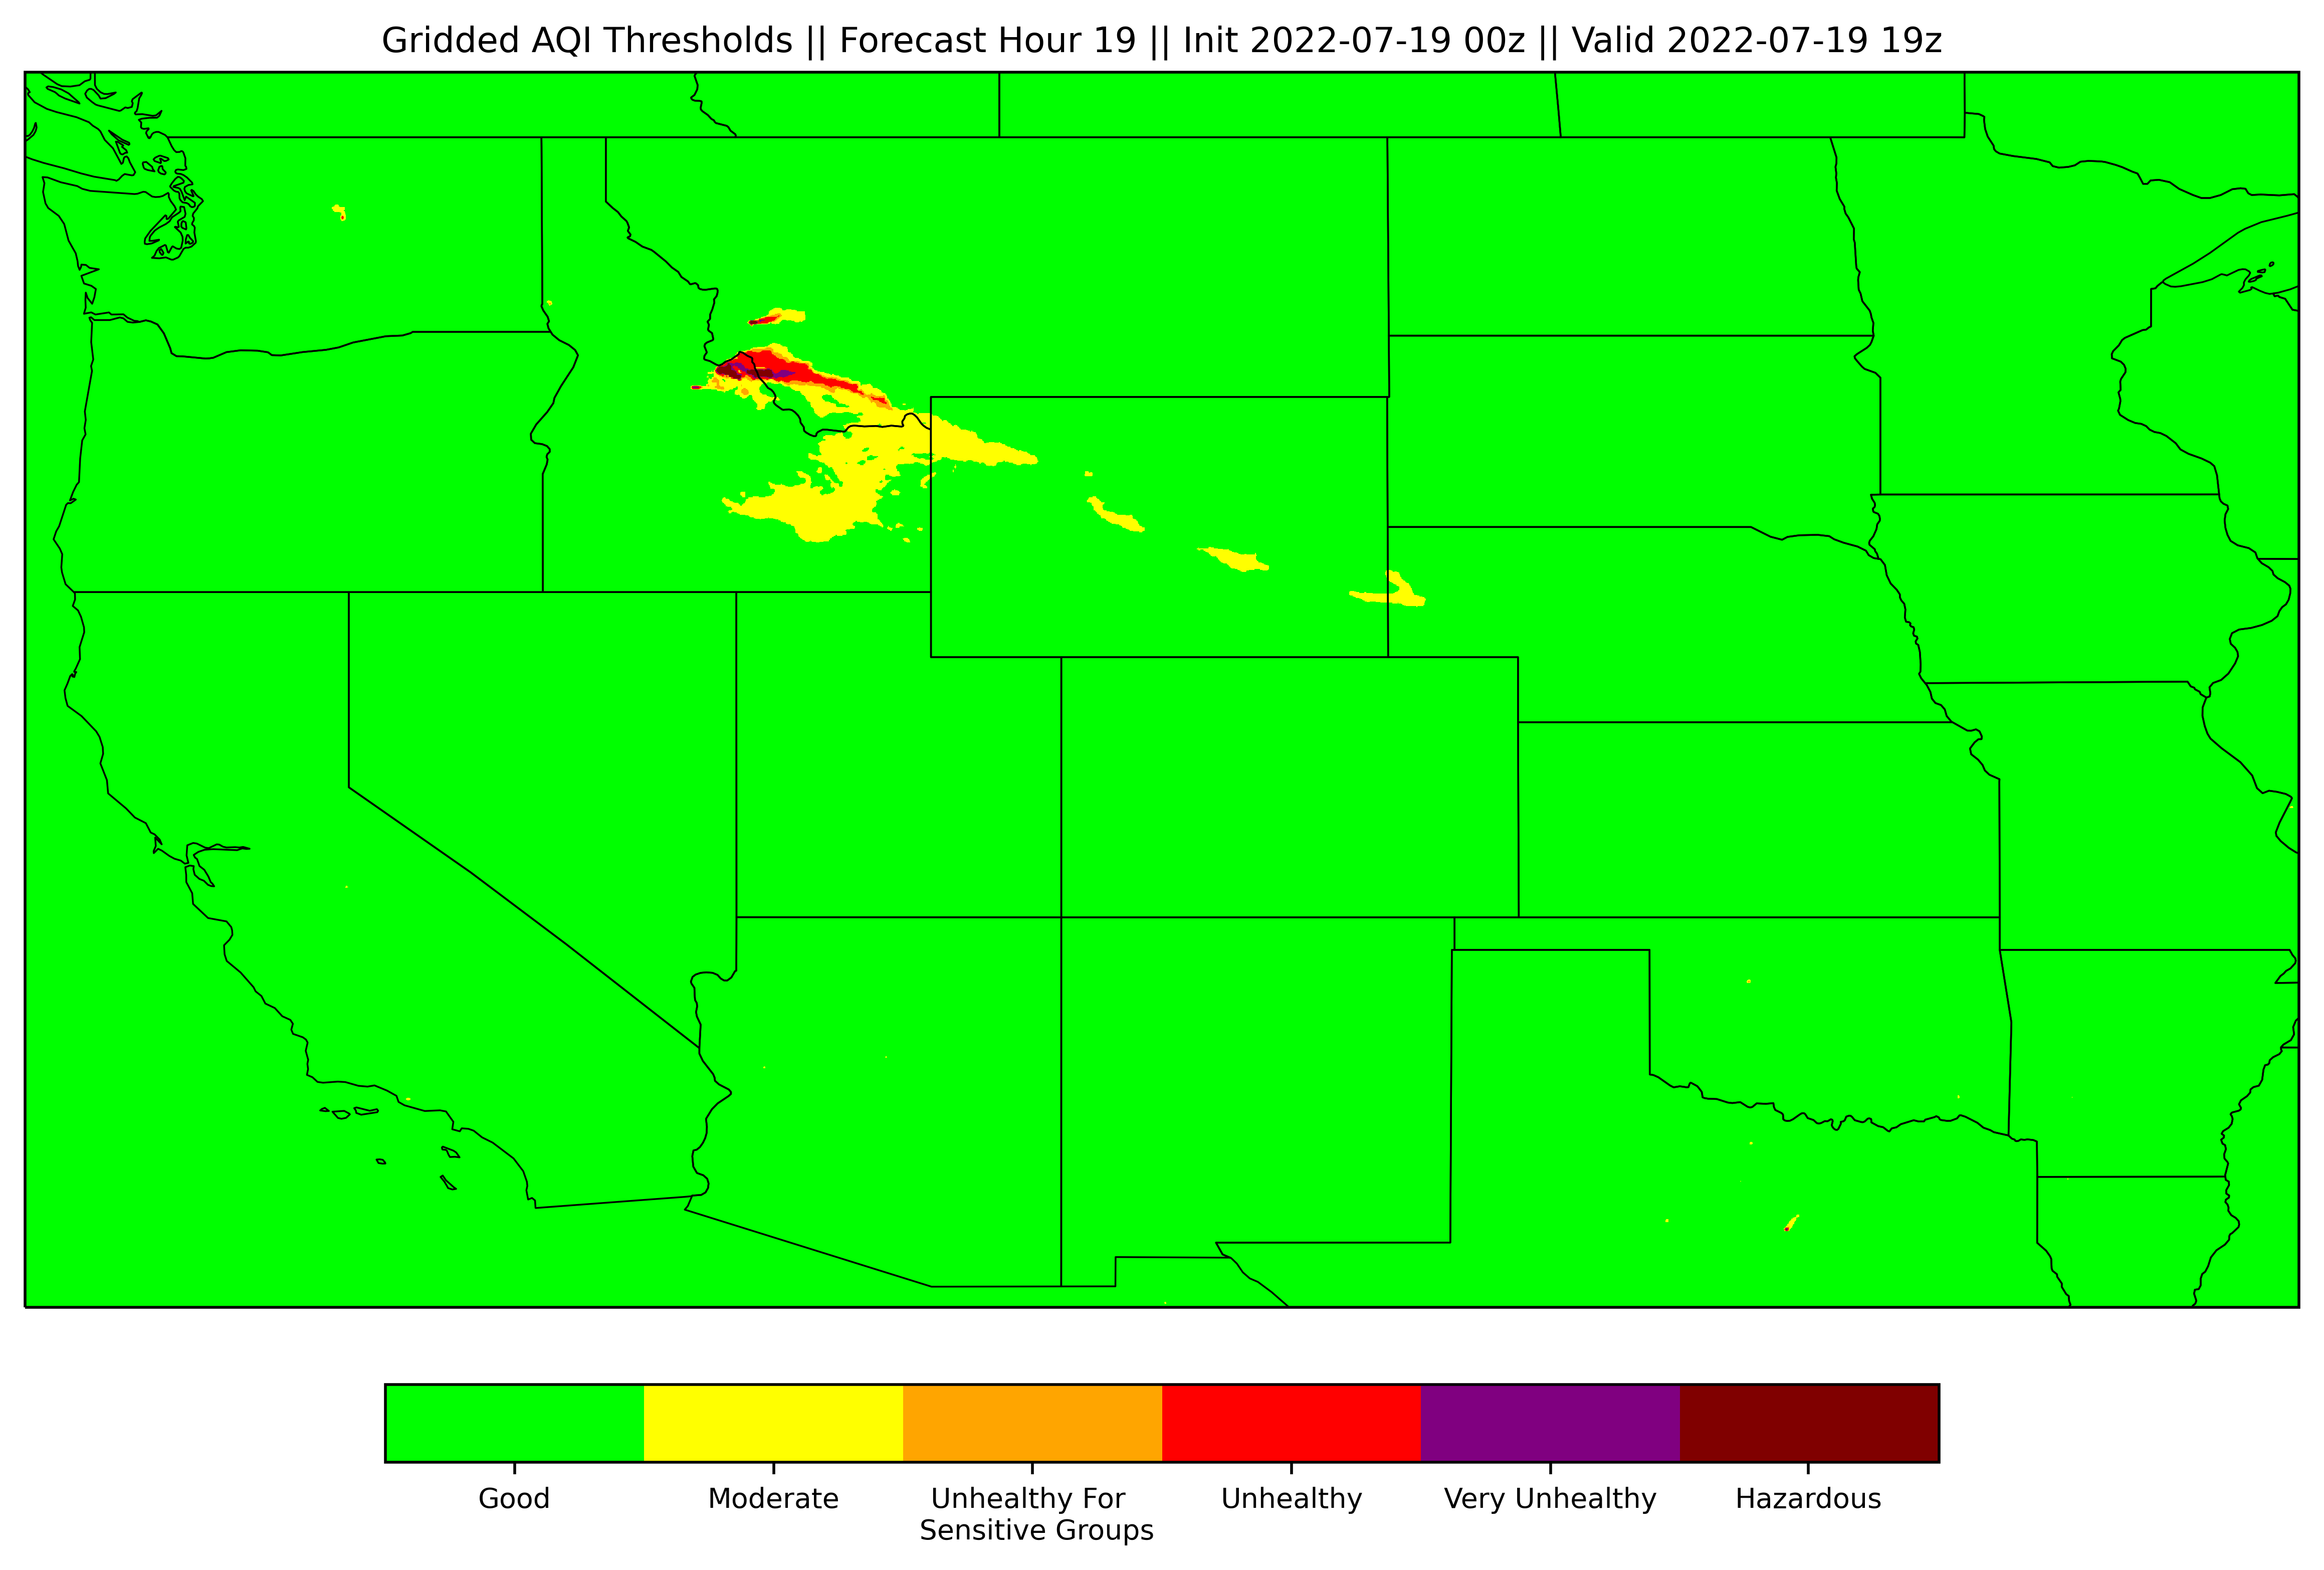 Gridded AQI Thresholds || Forecast Hour 19 || Init 2022-07-19 00z || Valid 2022-07-19 19z
Good
Moderate
Unhealthy For
Sensitive Groups
Unhealthy
Very Unhealthy
Hazardous